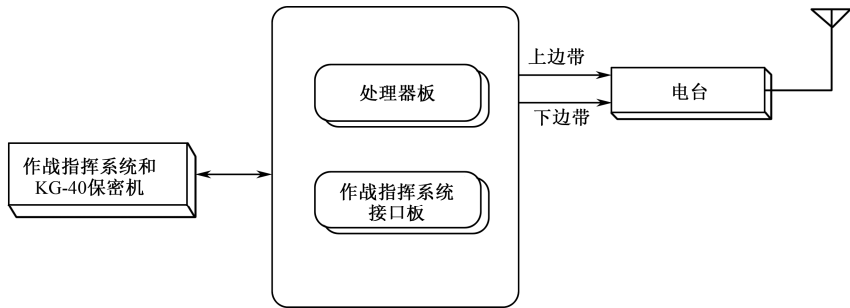 作战指挥系统和
KG-40保密机
处理器板
作战指挥系统
接口板
上边带
下边带
电台